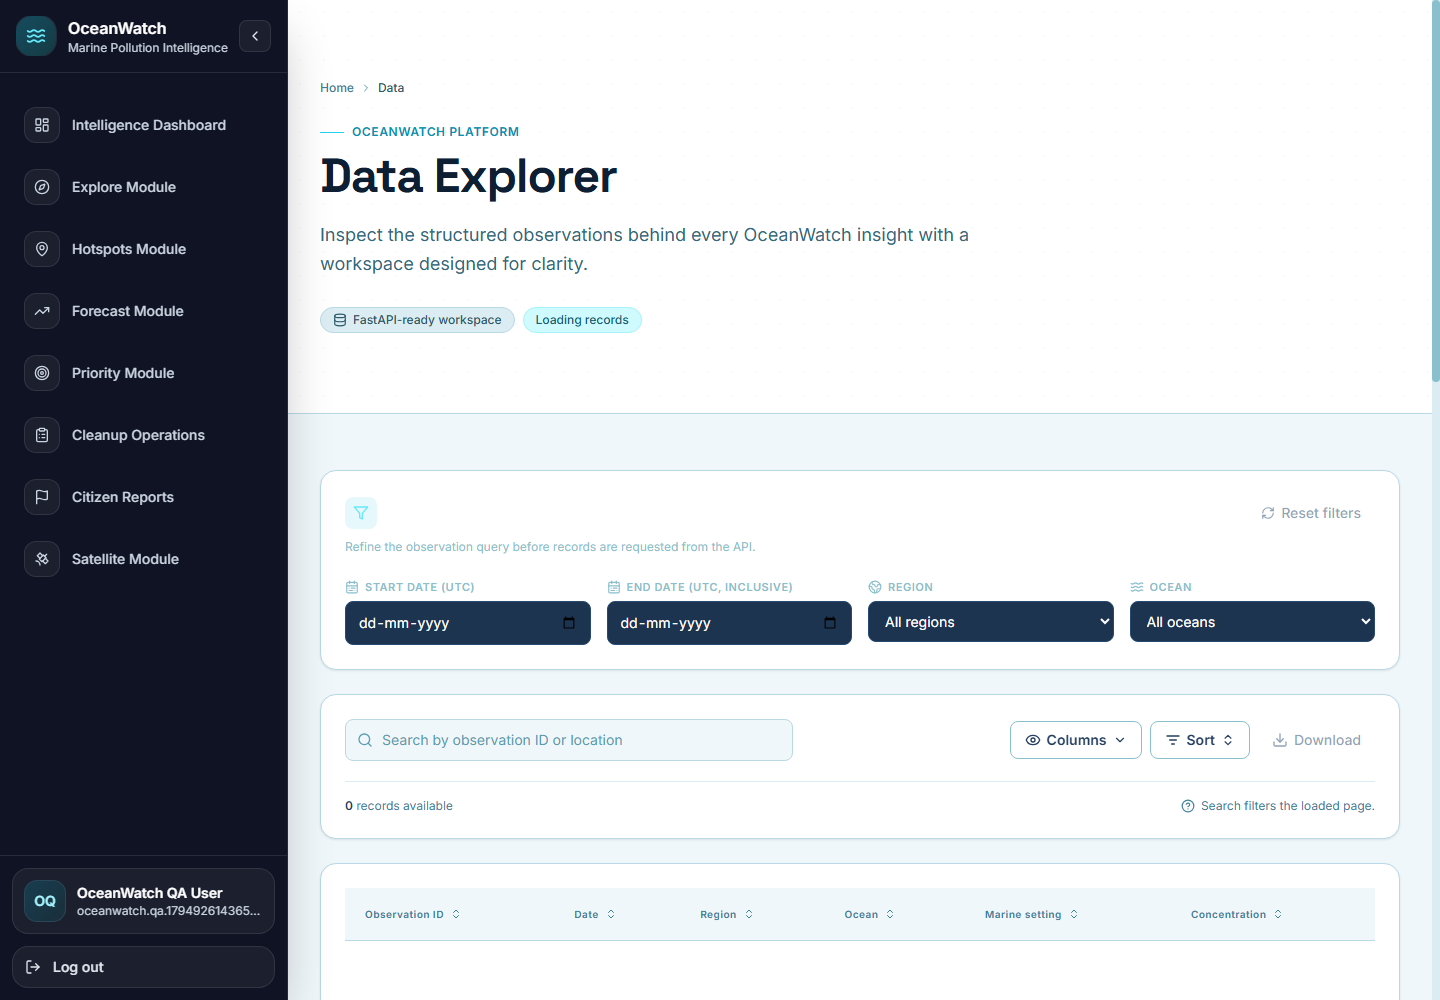 OceanWatch
Marine Pollution Intelligence
Intelligence Dashboard
Explore Module
Hotspots Module
Forecast Module
Priority Module
Cleanup Operations
Citizen Reports
Satellite Module
OQ
OceanWatch QA User
oceanwatch.qa.179492614365...
Log out
Home
Data
OCEANWATCH PLATFORM
Data Explorer
Inspect the structured observations behind every OceanWatch insight with a
workspace designed for clarity.
FastAPI-ready workspace
Loading records
Reset filters
Refine the observation query before records are requested from the API.
START DATE (UTC)
END DATE (UTC, INCLUSIVE)
REGION
OCEAN
dd-mm-yyyy
dd-mm-yyyy
All regions
All oceans
Search by observation ID or location
Columns
Sort
Download
0 records available
Search filters the loaded page.
Observation ID
Date
Region
Ocean
Marine setting
Concentration